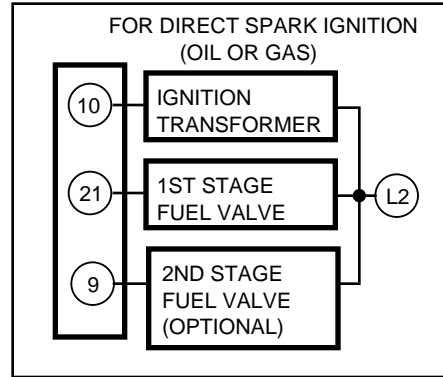 FOR DIRECT SPARK IGNITION
(OIL OR GAS)
10
IGNITION
TRANSFORMER
21
1ST STAGE
FUEL VALVE
L2
9
2ND STAGE
FUEL VALVE
(OPTIONAL)